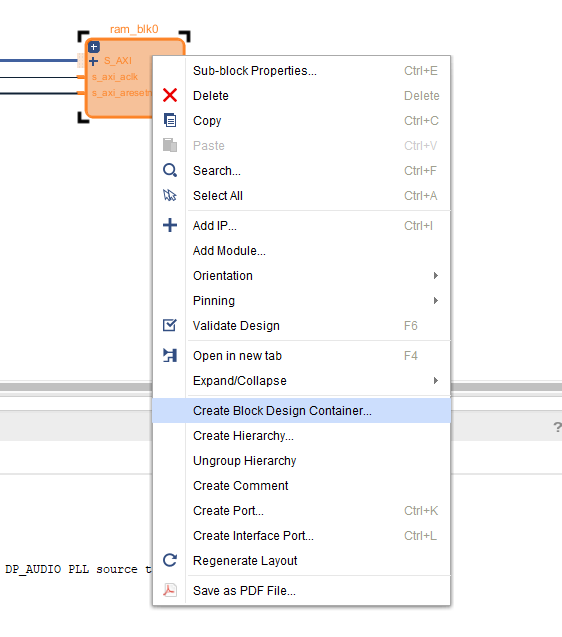 ram_blk0
S_AXI
s_axi_aclk
s_axi_aresetn
Sub-block Properties... Ctrl+E
Delete Delete
Copy Ctrl+C
Paste Ctrl+V
Search... Ctrl+F
Select All Ctrl+A
Add IP... Ctrl+I
Add Module...
Orientation
Pinning
Validate Design F6
Open in new tab F4
Expand/Collapse
Create Block Design Container...
?
Create Hierarchy...
Ungroup Hierarchy
Create Comment
Create Port... Ctrl+K
Create Interface Port... Ctrl+L
DP_AUDIO PLL source t
Regenerate Layout
Save as PDF File...